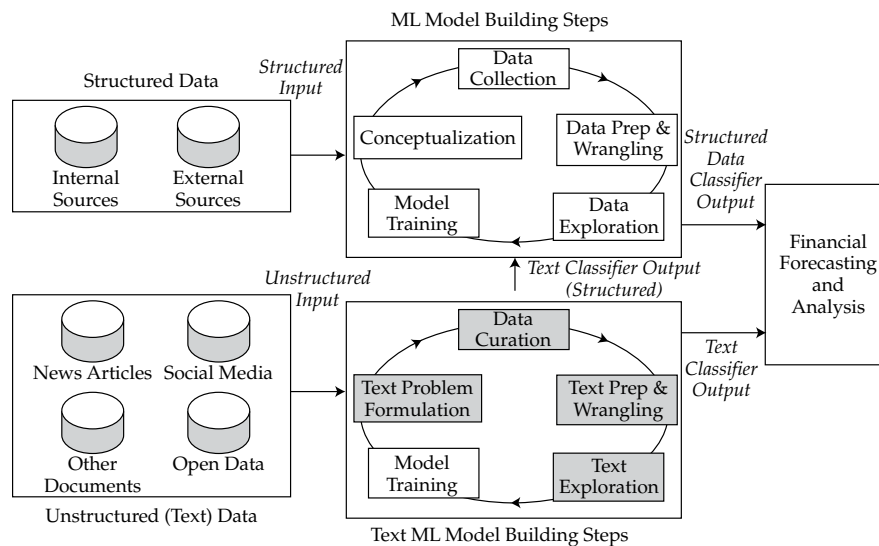 ML Model Building Steps
Structured Data
Internal
Sources
External
Sources
Structured
Input
Data
Collection
Conceptualization
Data Prep &
Wrangling
Model
Training
Data
Exploration
Structured
Data
Classifier
Output
Financial
Forecasting
and
Analysis
Unstructured
Input
Text Classifier Output
(Structured)
News Articles
Social Media
Other
Documents
Open Data
Unstructured (Text) Data
Data
Curation
Text Problem
Formulation
Text Prep &
Wrangling
Model
Training
Text
Exploration
Text
Classifier
Output
Text ML Model Building Steps